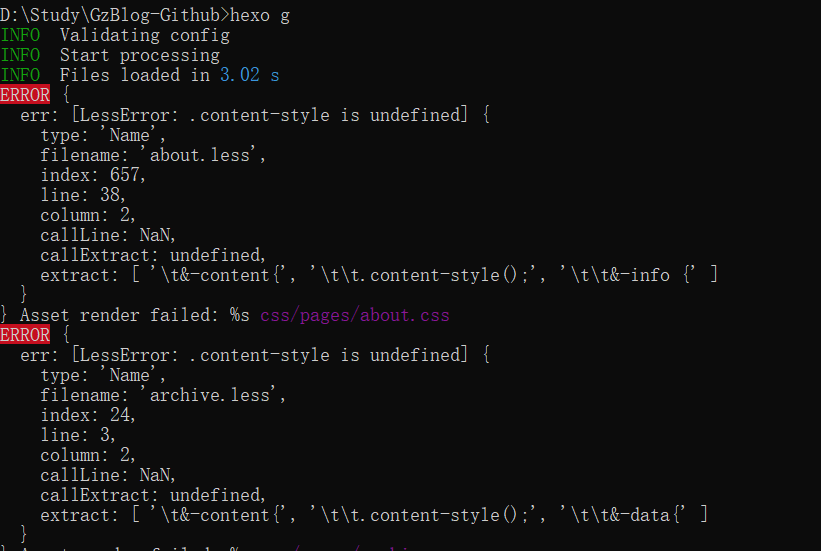 D:\Study\GzBlog-Github>hexo g
INFO  Validating config
INFO  Start processing
INFO  Files loaded in 3.02 s
ERROR {
  err: [LessError: .content-style is undefined] {
    type: 'Name',
    filename: 'about.less',
    index: 657,
    line: 38,
    column: 2,
    callLine: NaN,
    callExtract: undefined,
    extract: [ '\t&-content{', '\t\t.content-style();', '\t\t&-info {' ]
  }
} Asset render failed: %s css/pages/about.css
ERROR {
  err: [LessError: .content-style is undefined] {
    type: 'Name',
    filename: 'archive.less',
    index: 24,
    line: 3,
    column: 2,
    callLine: NaN,
    callExtract: undefined,
    extract: [ '\t&-content{', '\t\t.content-style();', '\t\t&-data{' ]
  }